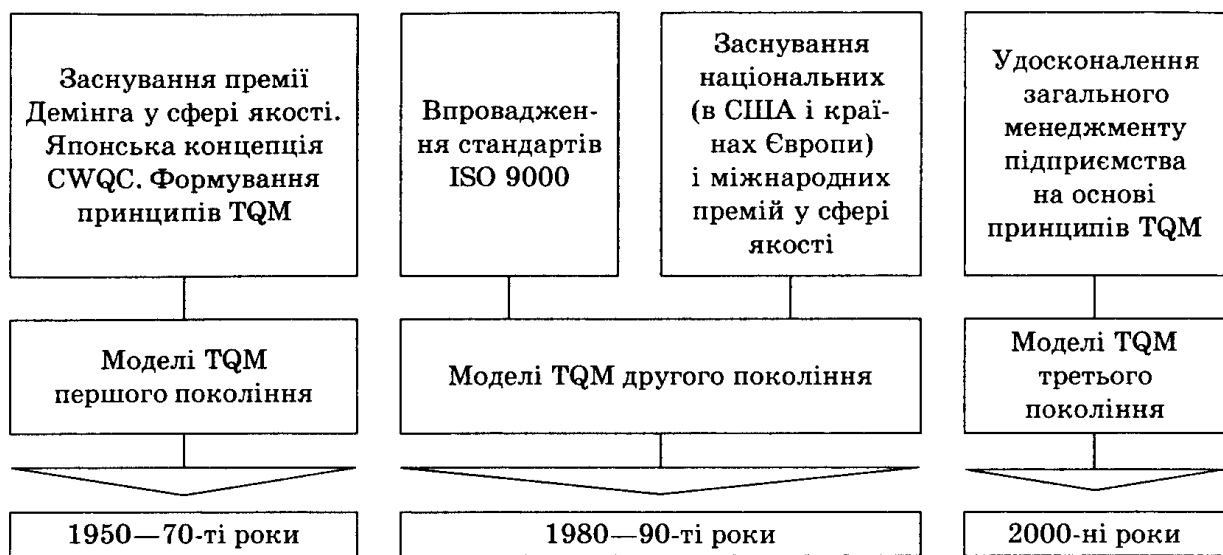 Заснування премії
Демінга у сфері якості.
Японська концепція
CWQC. Формування
принципів TQM
Впроваджен-
ня стандартів
ISO 9000
Заснування
національних
(в США і краї-
нах Європи)
і міжнародних
премій у сфері
якості
Удосконалення
загального
менеджменту
підприємства
на основі
принципів TQM
Моделі TQM
першого покоління
Моделі TQM другого покоління
Моделі TQM
третього
покоління
1950—70-ті роки
1980—90-ті роки
2000-ні роки